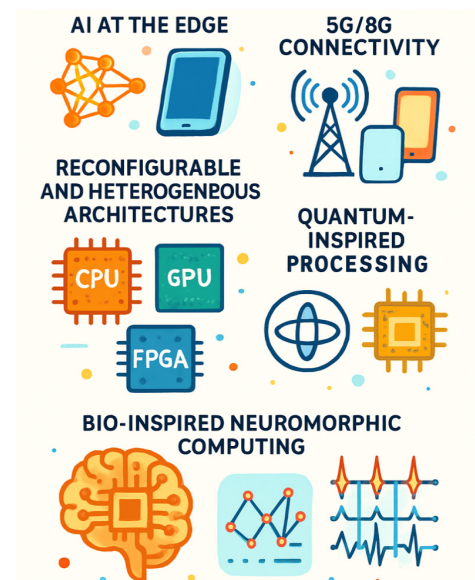 AI AT THE EDGE
5G/8G
CONNECTIVITY
RECONFIGURABLE
AND HETEROGENEOUS
ARCHITECTURES
CPU
GPU
FPGA
QUANTUM-
INSPIRED
PROCESSING
BIO-INSPIRED NEUROMORPHIC
COMPUTING